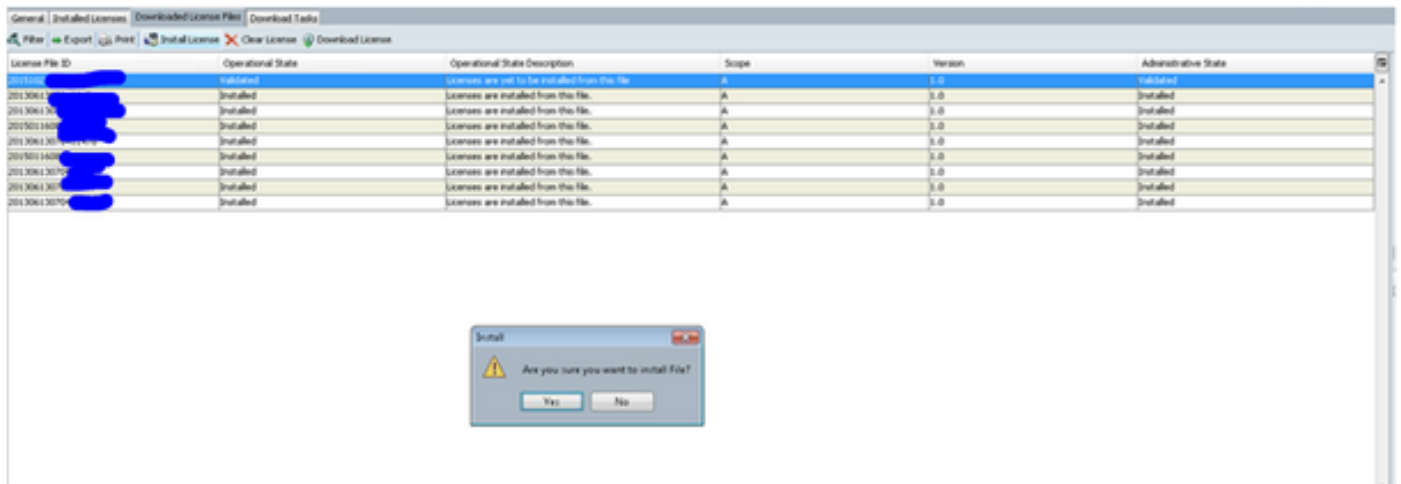 General Installed Licenses Downloaded License Files Download Tasks
Filter Export Print Install License Clear License Download License
License File ID Operational State Operational State Description Scope Version Administrative State
Validated Licenses are yet to be installed from this file A 1.0 Validated
Installed Licenses are installed from this file. A 1.0 Installed
Installed Licenses are installed from this file. A 1.0 Installed
Installed Licenses are installed from this file. A 1.0 Installed
Installed Licenses are installed from this file. A 1.0 Installed
Installed Licenses are installed from this file. A 1.0 Installed
Installed Licenses are installed from this file. A 1.0 Installed
Installed Licenses are installed from this file. A 1.0 Installed
Installed Licenses are installed from this file. A 1.0 Installed
Install
Are you sure you want to install File?
Yes No